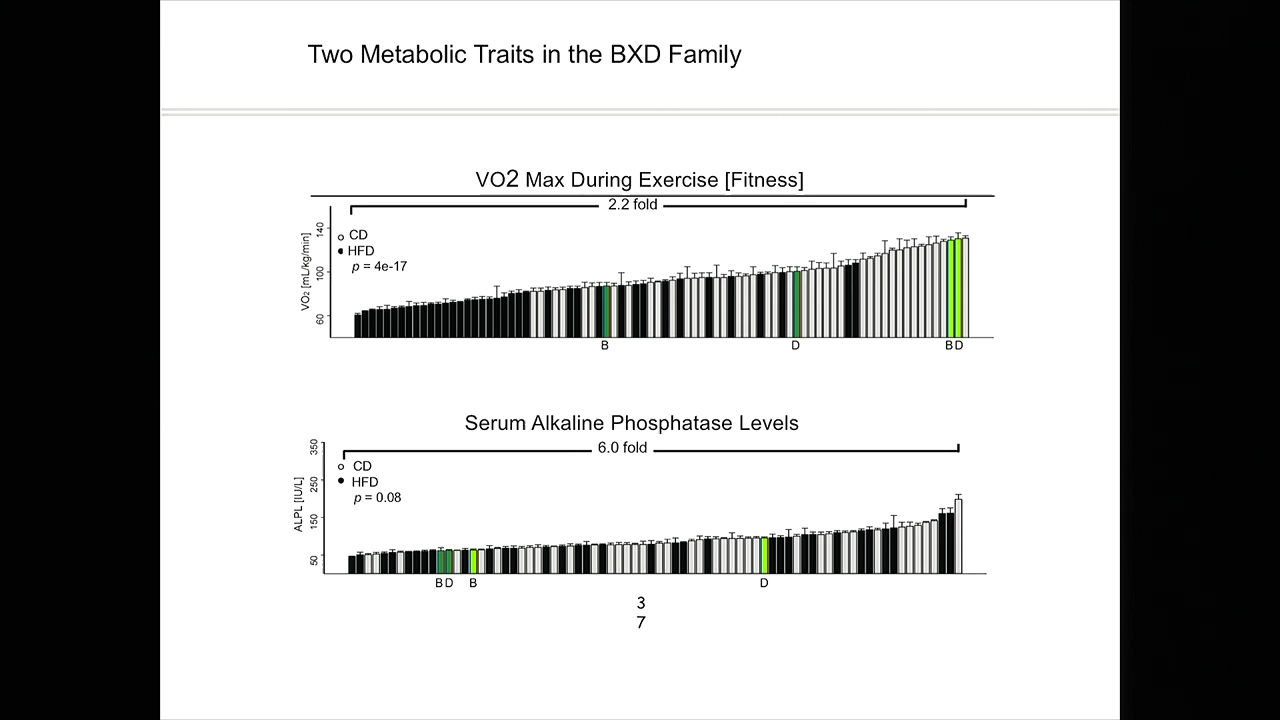 Two Metabolic Traits in the BXD Family
VO2 Max During Exercise [Fitness]
2.2 fold
VO2 [mL/kg/min]
140
100
60
CD
HFD
p = 4e-17
B
D
B D
Serum Alkaline Phosphatase Levels
6.0 fold
ALPL [IU/L]
350
250
150
50
CD
HFD
p = 0.08
B D
B
D
3
7